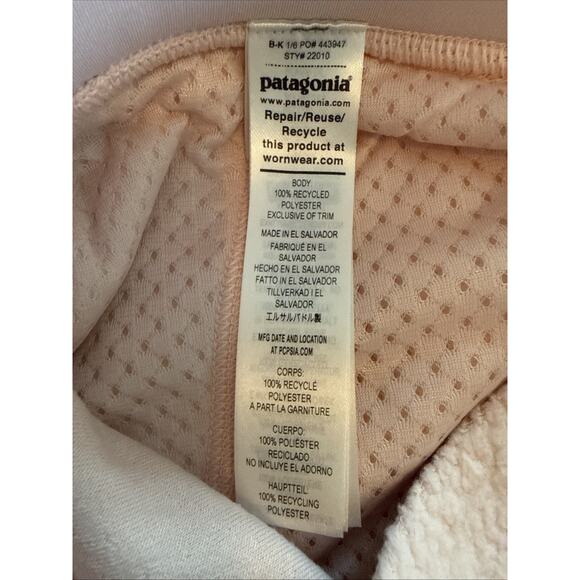 B-K 1/6 PO# 443947
STY# 22010
patagonia®
www.patagonia.com
Repair/Reuse/
Recycle
this product at
wornwear.com
BODY:
100% RECYCLED
POLYESTER
EXCLUSIVE OF TRIM
MADE IN EL SALVADOR
FABRIQUÉ EN EL
SALVADOR
HECHO EN EL SALVADOR
FATTO IN EL SALVADOR
TILLVERKAD I EL
SALVADOR
エルサルバドル製
MFG DATE AND LOCATION
AT PCPSIA.COM
CORPS:
100% RECYCLÉ
POLYESTER
A PART LA GARNITURE
CUERPO:
100% POLIÉSTER
RECICLADO
NO INCLUYE EL ADORNO
HAUPTTEIL:
100% RECYCLING
POLYESTER